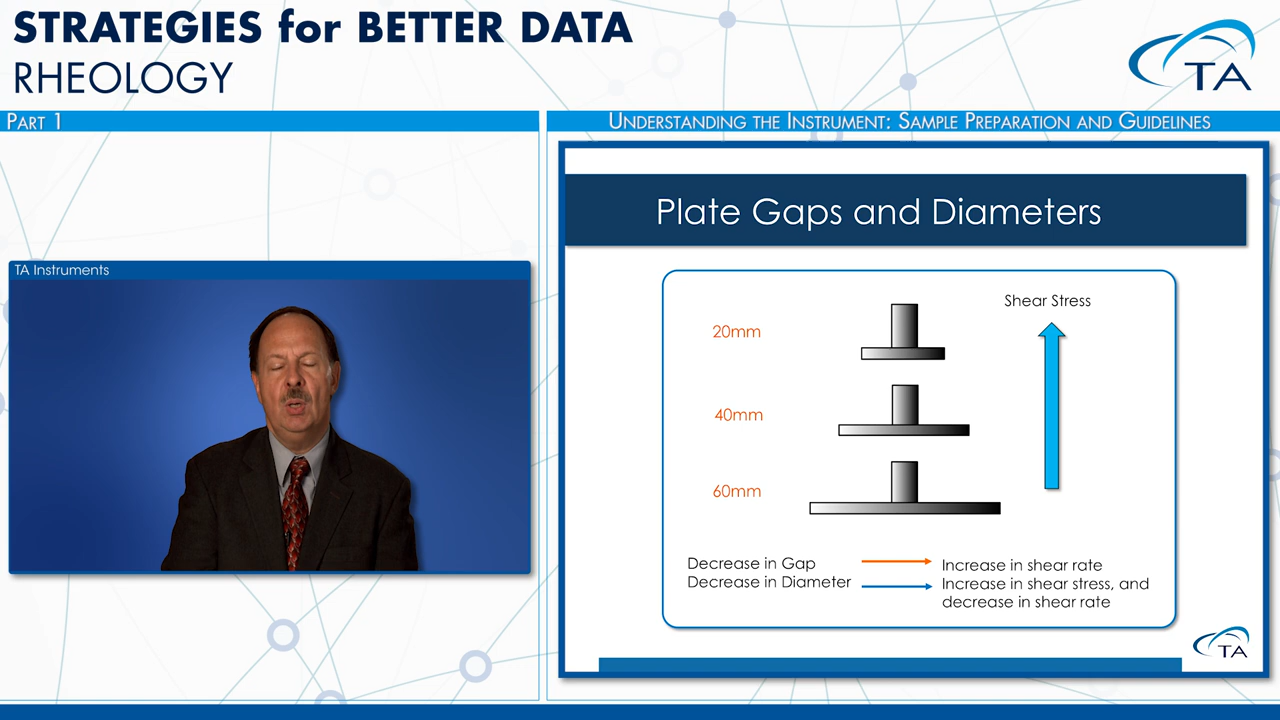 STRATEGIES for BETTER DATA
RHEOLOGY
TA
PART 1
UNDERSTANDING THE INSTRUMENT: SAMPLE PREPARATION AND GUIDELINES
TA Instruments
Plate Gaps and Diameters
Shear Stress
20mm
40mm
60mm
Decrease in Gap
Decrease in Diameter
Increase in shear rate
Increase in shear stress, and
decrease in shear rate
TA